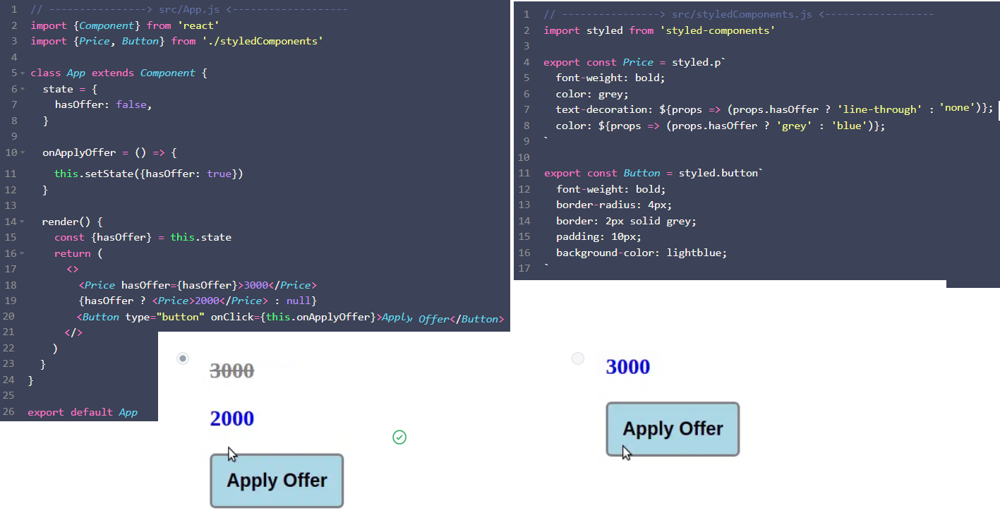 1 // ----------------> src/App.js <-------------------
2 import {Component} from 'react'
3 import {Price, Button} from './styledComponents'
4
5 class App extends Component {
6 state = {
7 hasOffer: false,
8 }
9
10 onApplyOffer = () => {
11 this.setState({hasOffer: true})
12 }
13
14 render() {
15 const {hasOffer} = this.state
16 return (
17 <>
18 <Price hasOffer={hasOffer}>3000</Price>
19 {hasOffer ? <Price>2000</Price> : null}
20 <Button type="button" onClick={this.onApplyOffer}>Apply Offer</Button>
21 </>
22 )
23 }
24 }
25
26 export default App
1 // ----------------> src/styledComponents.js <------------------
2 import styled from 'styled-components'
3
4 export const Price = styled.p`
5 font-weight: bold;
6 color: grey;
7 text-decoration: ${props => (props.hasOffer ? 'line-through' : 'none')};
8 color: ${props => (props.hasOffer ? 'grey' : 'blue')};
9 `
10
11 export const Button = styled.button`
12 font-weight: bold;
13 border-radius: 4px;
14 border: 2px solid grey;
15 padding: 10px;
16 background-color: lightblue;
17 `
3000
2000
Apply Offer
3000
Apply Offer